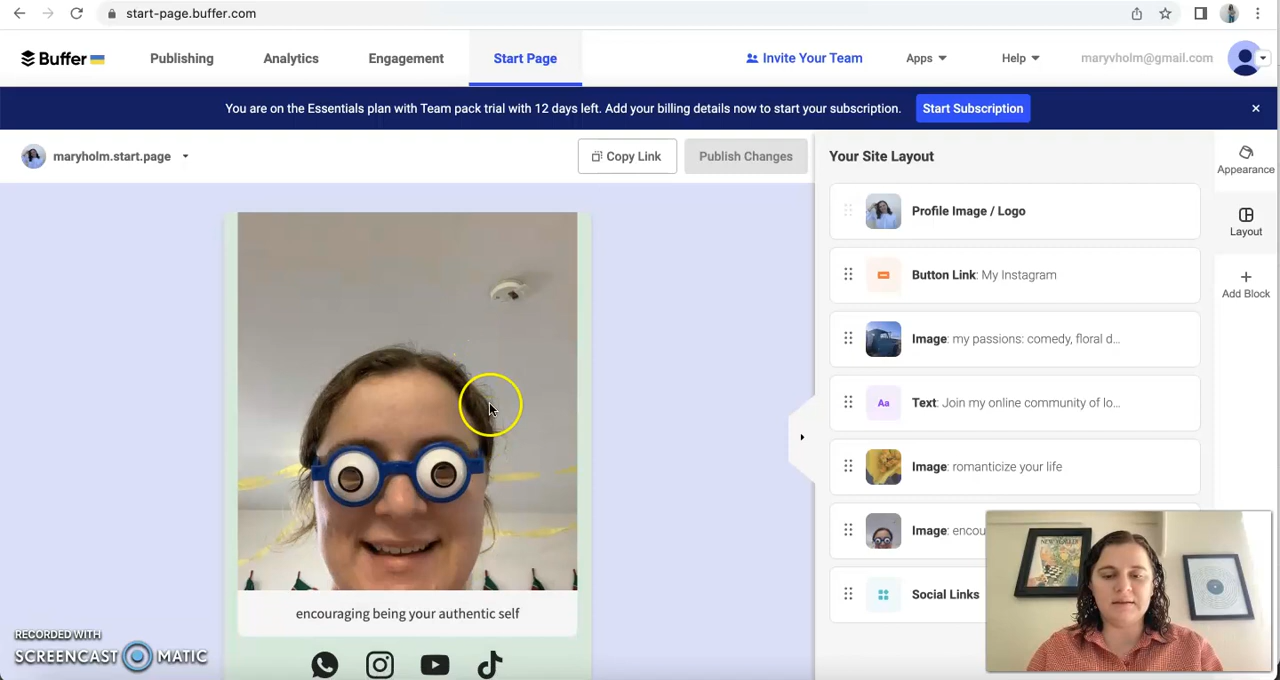 start-page.buffer.com
Buffer
Publishing
Analytics
Engagement
Start Page
Invite Your Team
Apps
Help
maryvholm@gmail.com
You are on the Essentials plan with Team pack trial with 12 days left. Add your billing details now to start your subscription.
Start Subscription
maryholm.start.page
Copy Link
Publish Changes
Your Site Layout
Appearance
Profile Image / Logo
Layout
Button Link: My Instagram
Add Block
Image: my passions: comedy, floral d...
Aa
Text: Join my online community of lo...
Image: romanticize your life
Image: encou
Social Links
encouraging being your authentic self
RECORDED WITH
SCREENCAST MATIC